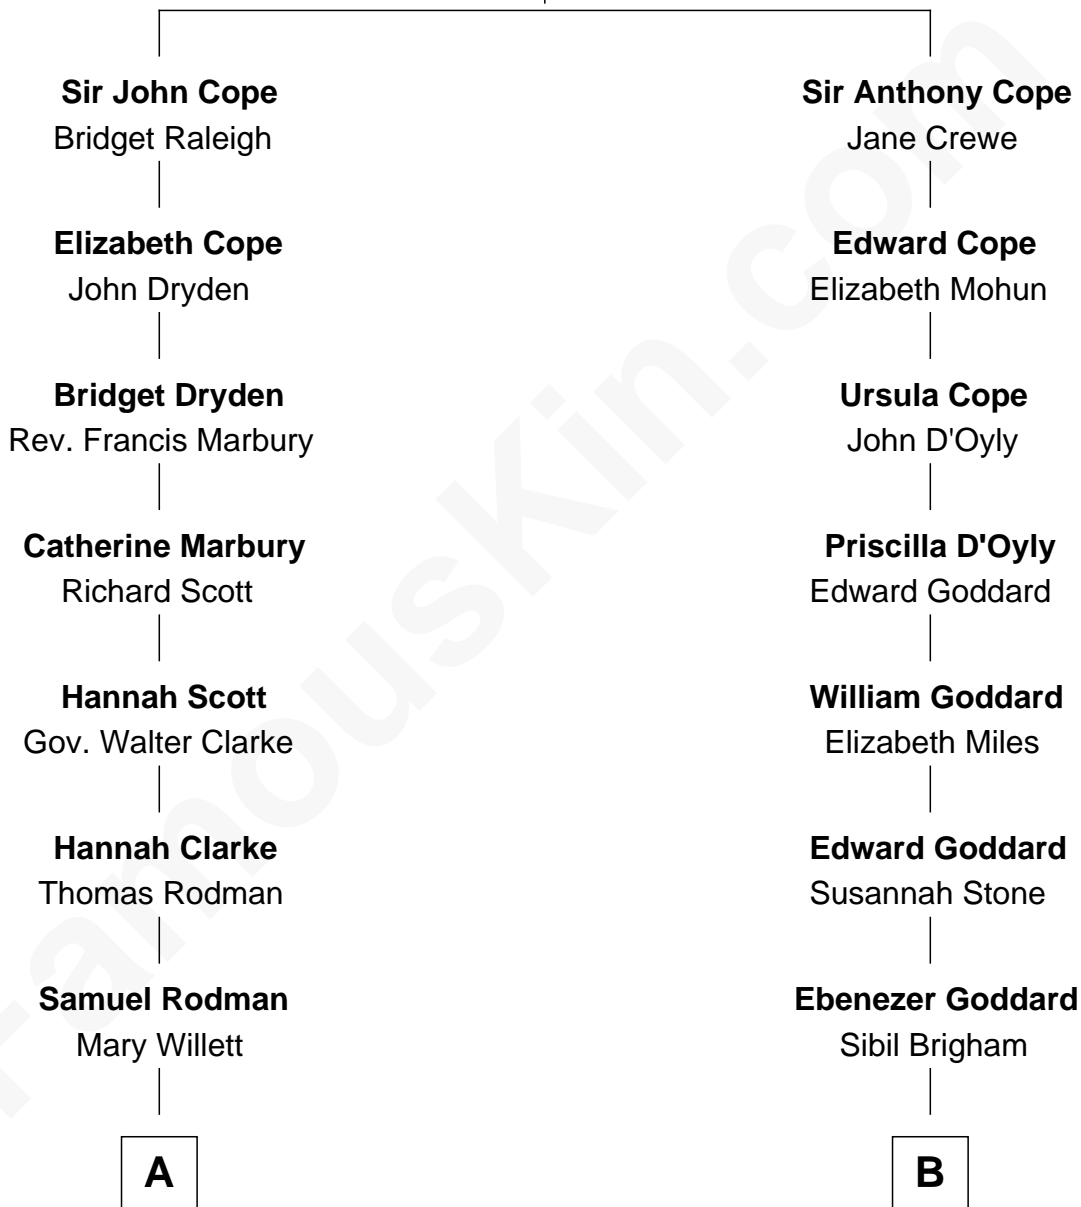 Sir John Cope
Bridget Raleigh
Elizabeth Cope
John Dryden
Bridget Dryden
Rev. Francis Marbury
Catherine Marbury
Richard Scott
Hannah Scott
Gov. Walter Clarke
Hannah Clarke
Thomas Rodman
Samuel Rodman
Mary Willett
A
Sir Anthony Cope
Jane Crewe
Edward Cope
Elizabeth Mohun
Ursula Cope
John D'Oyly
Priscilla D'Oyly
Edward Goddard
William Goddard
Elizabeth Miles
Edward Goddard
Susannah Stone
Ebenezer Goddard
Sibil Brigham
B
FamousKin.com